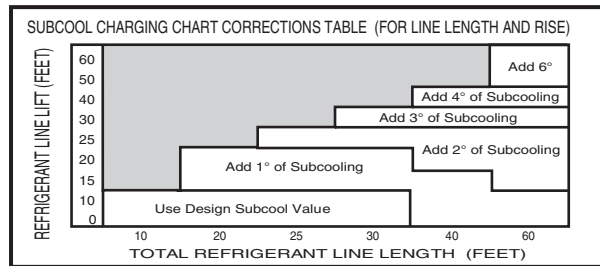 SUBCOOL CHARGING CHART CORRECTIONS TABLE (FOR LINE LENGTH AND RISE)
REFRIGERANT LINE LIFT (FEET)
60
50
40
30
25
20
15
10
0
Add 6°
Add 4° of Subcooling
Add 3° of Subcooling
Add 2° of Subcooling
Add 1° of Subcooling
Use Design Subcool Value
10 20 25 30 40 60
TOTAL REFRIGERANT LINE LENGTH (FEET)